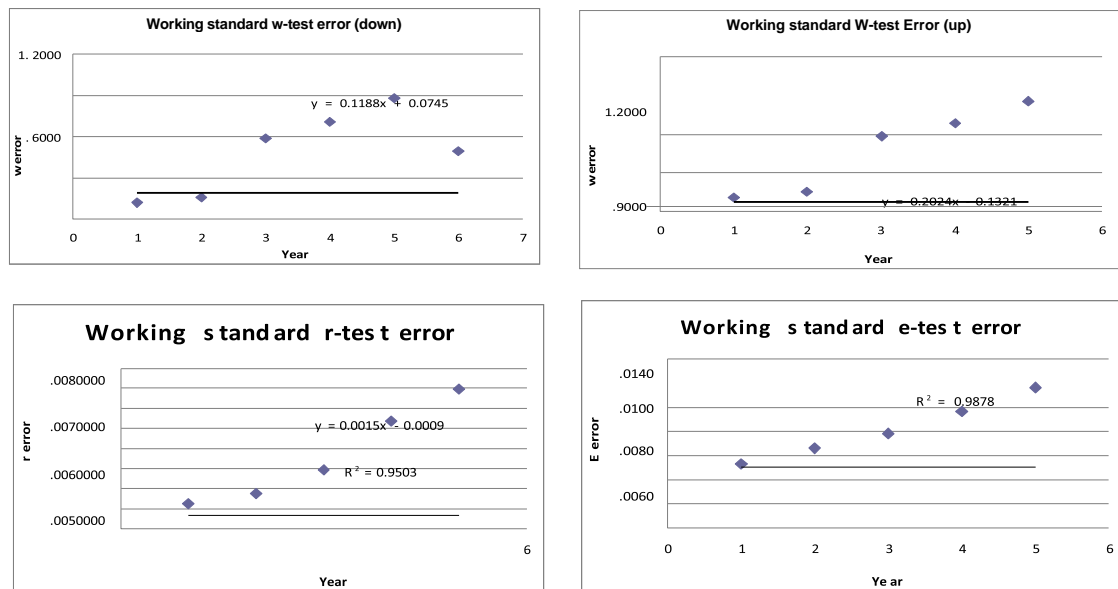 Working standard w-test error (down)
1. 2000
y = 0.1188x + 0.0745
. 6000
werror
0 1 2 3 4 5 6 7
Year
Working standard W-test Error (up)
1.2000
werror
.9000
y = 0.2024x - 0.1321
0 1 2 3 4 5 6
Year
Working s tand ard r-tes t error
.0080000
.0070000
y = 0.0015x - 0.0009
r error
.0060000
R² = 0.9503
.0050000
6
Year
Working s tand ard e-tes t error
.0140
R² = 0.9878
.0100
E error
.0080
.0060
0 1 2 3 4 5 6
Ye ar